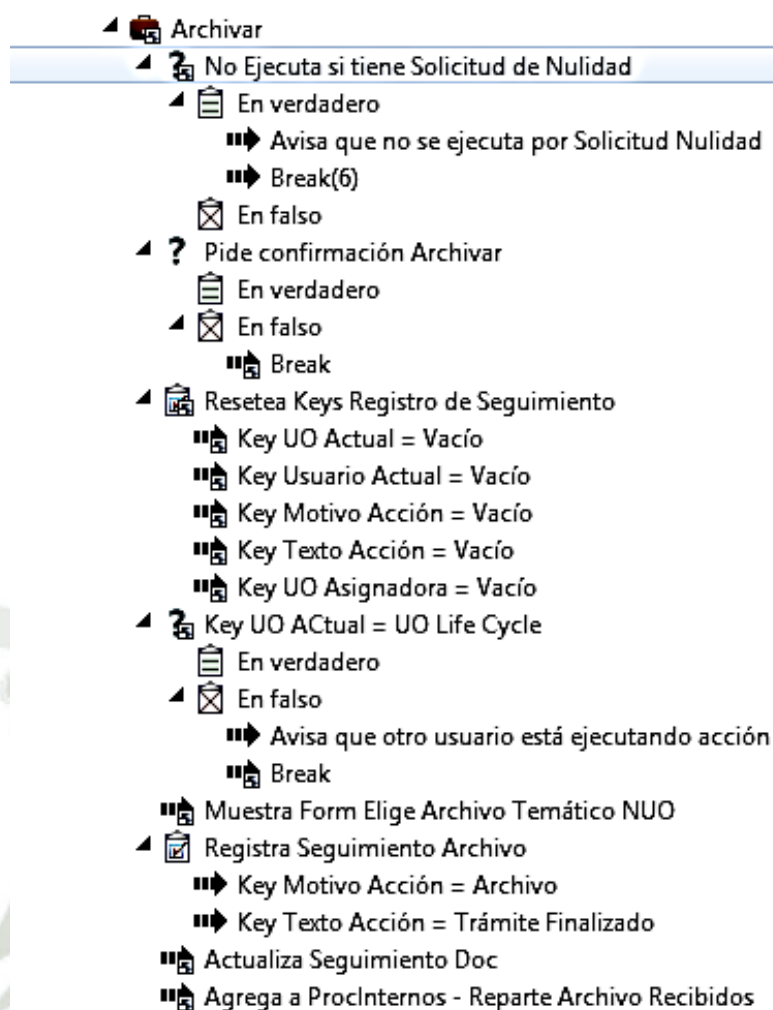 Archivar
No Ejecuta si tiene Solicitud de Nulidad
En verdadero
Avisa que no se ejecuta por Solicitud Nulidad
Break(6)
En falso
? Pide confirmación Archivar
En verdadero
En falso
Break
Resetea Keys Registro de Seguimiento
Key UO Actual = Vacío
Key Usuario Actual = Vacío
Key Motivo Acción = Vacío
Key Texto Acción = Vacío
Key UO Asignadora = Vacío
Key UO ACtual = UO Life Cycle
En verdadero
En falso
Avisa que otro usuario está ejecutando acción
Break
Muestra Form Elige Archivo Temático NUO
Registra Seguimiento Archivo
Key Motivo Acción = Archivo
Key Texto Acción = Trámite Finalizado
Actualiza Seguimiento Doc
Agrega a ProcInternos - Reparte Archivo Recibidos